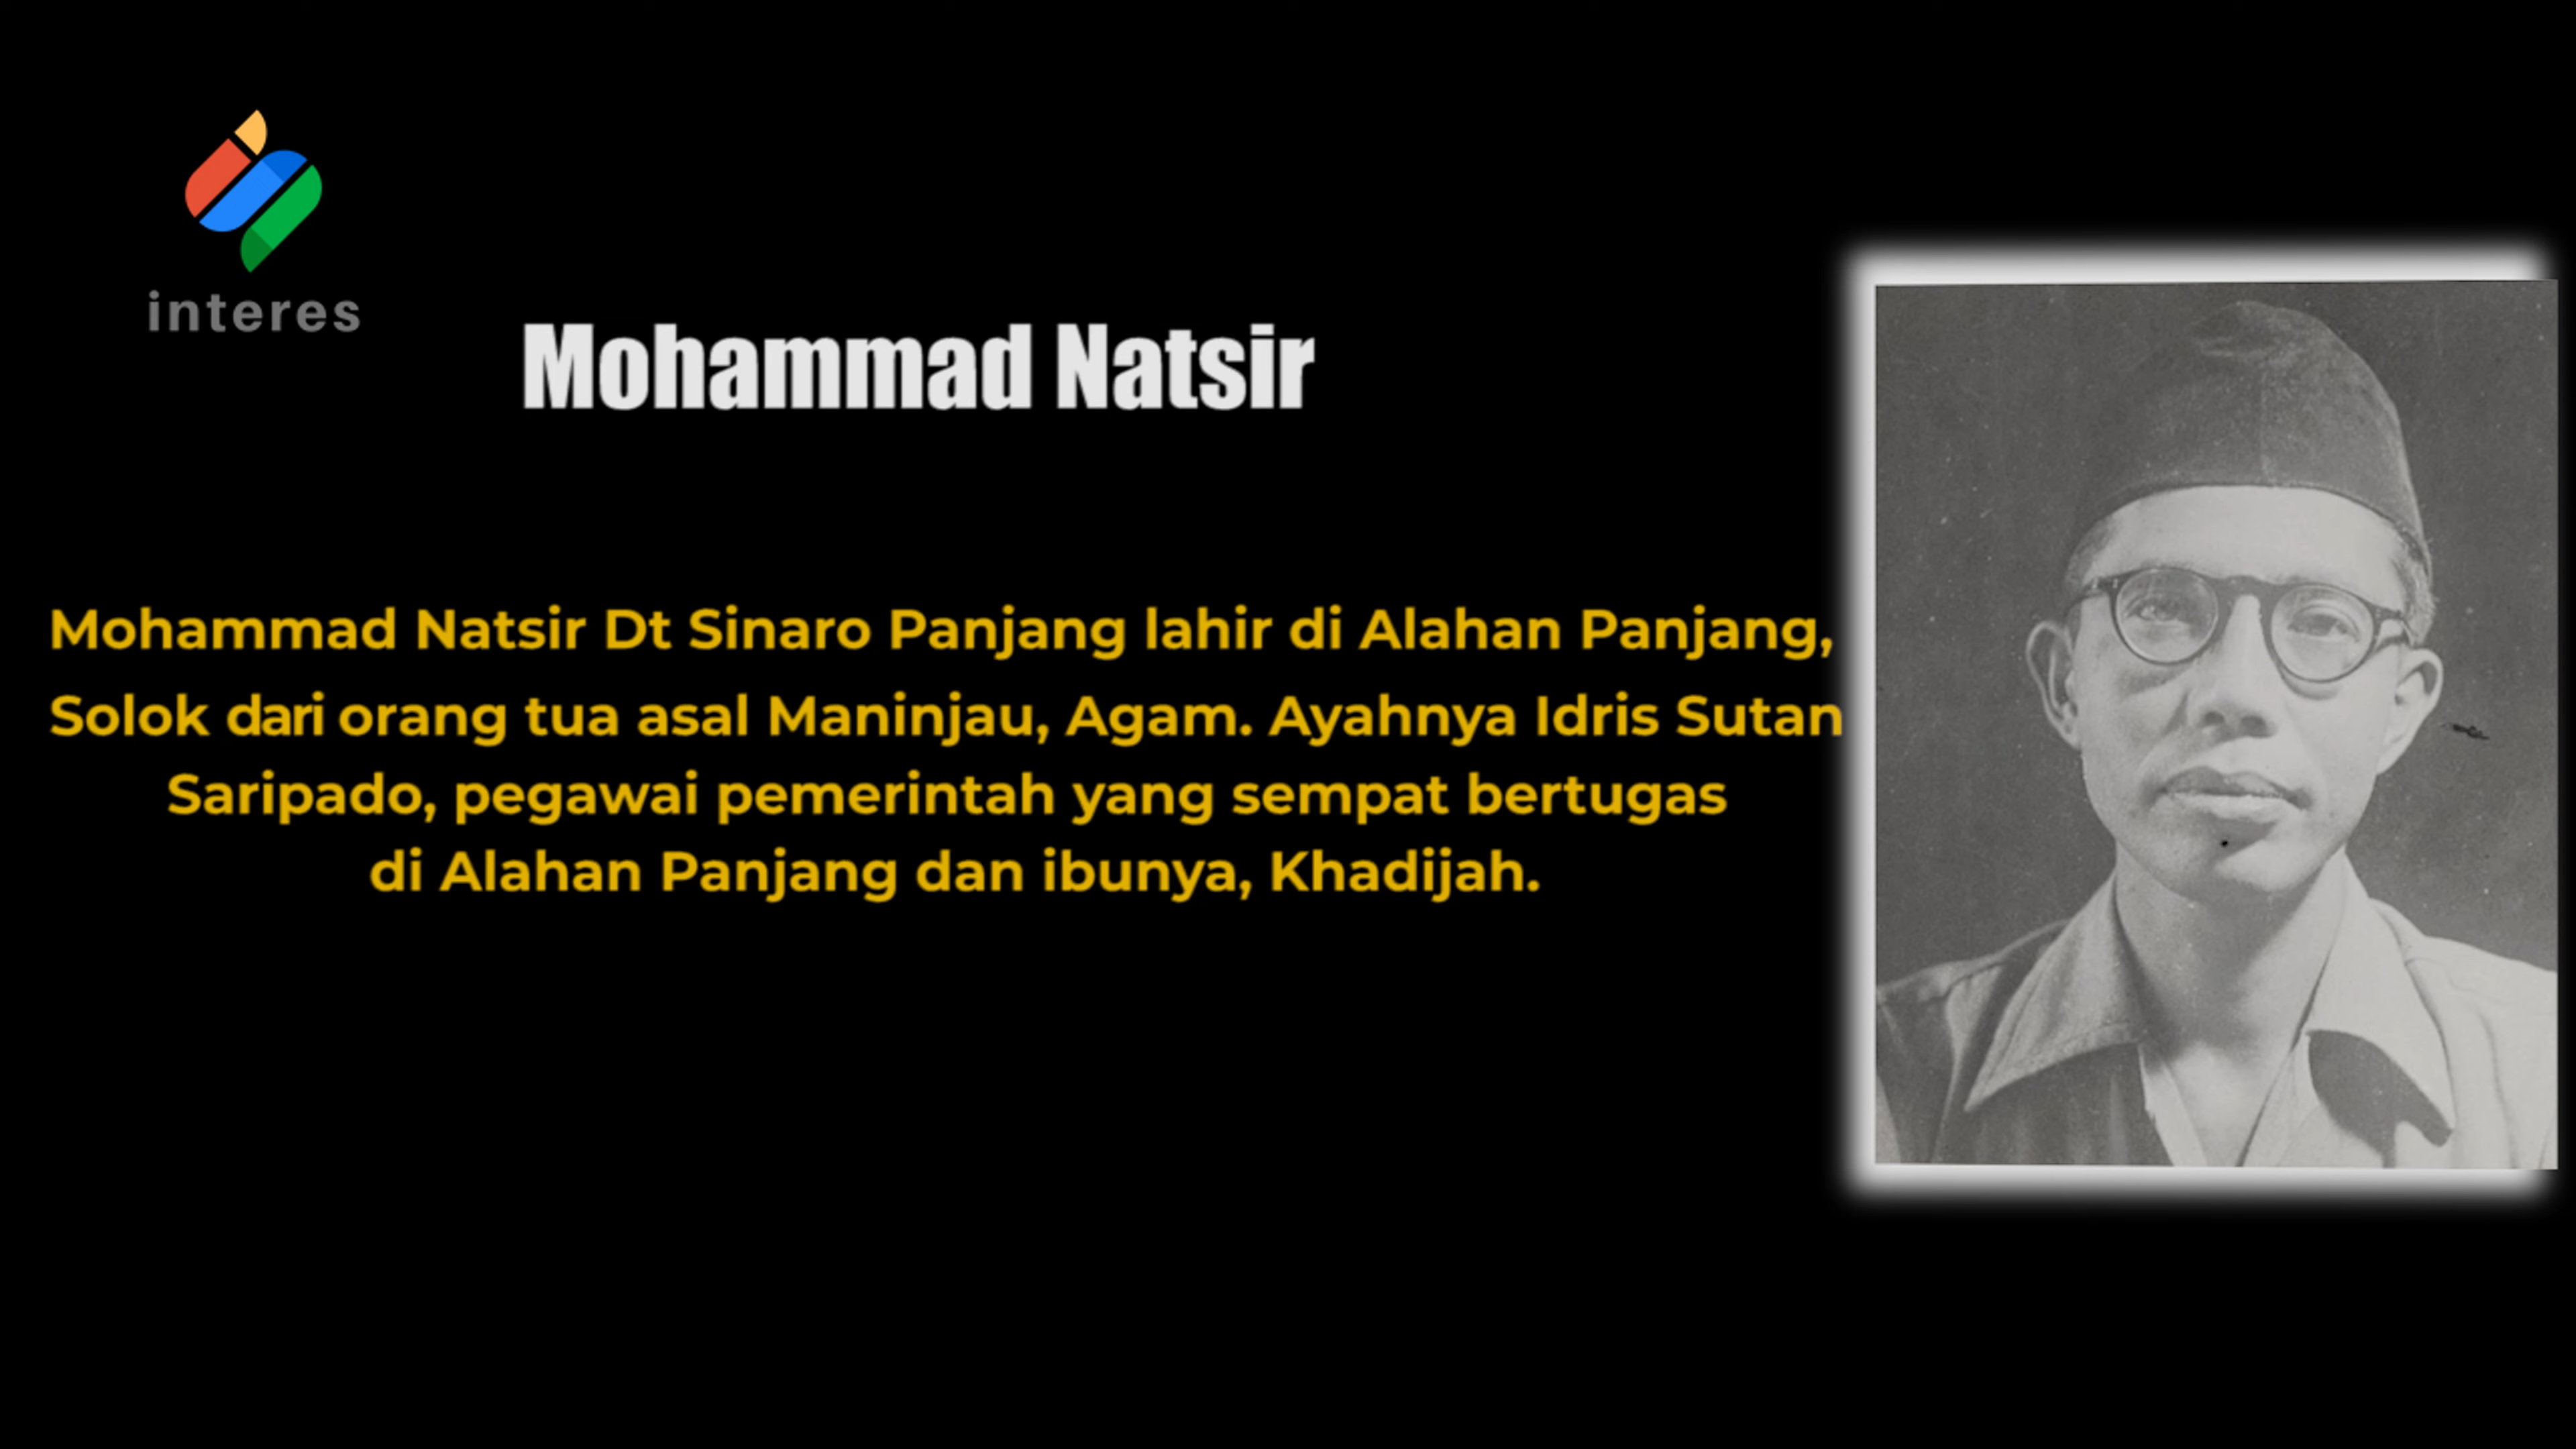 interes
Mohammad Natsir
Mohammad Natsir Dt Sinaro Panjang lahir di Alahan Panjang,
Solok dari orang tua asal Maninjau, Agam. Ayahnya Idris Sutan
Saripado, pegawai pemerintah yang sempat bertugas
di Alahan Panjang dan ibunya, Khadijah.